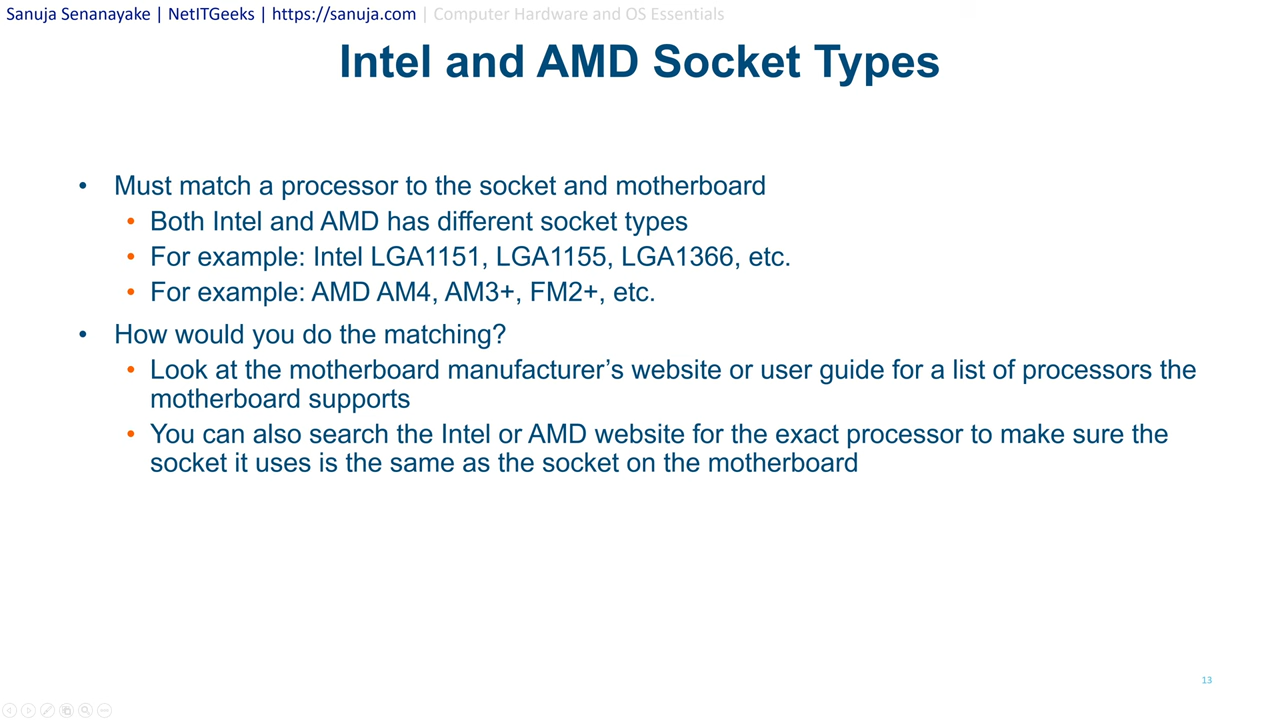 Sanuja Senanayake | NetITGeeks | https://sanuja.com | Computer Hardware and OS Essentials
Intel and AMD Socket Types
• Must match a processor to the socket and motherboard
• Both Intel and AMD has different socket types
• For example: Intel LGA1151, LGA1155, LGA1366, etc.
• For example: AMD AM4, AM3+, FM2+, etc.
• How would you do the matching?
• Look at the motherboard manufacturer’s website or user guide for a list of processors the
motherboard supports
• You can also search the Intel or AMD website for the exact processor to make sure the
socket it uses is the same as the socket on the motherboard
13